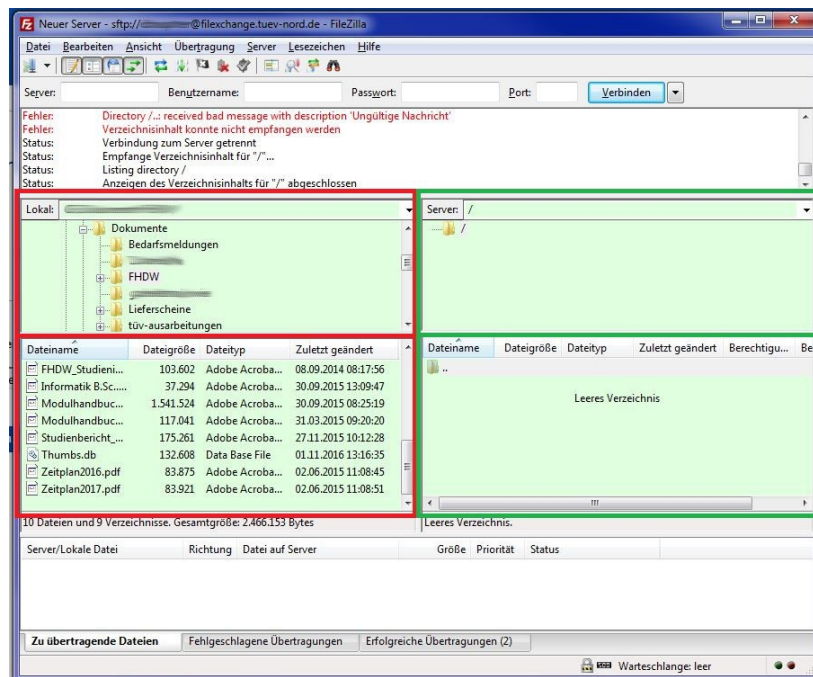 Neuer Server - sftp:// @filexchange.tuev-nord.de - FileZilla
Datei Bearbeiten Ansicht Übertragung Server Lesezeichen Hilfe
Server: Benutzername: Passwort: Port: Verbinden
Fehler: Directory /..: received bad message with description 'Ungültige Nachricht'
Fehler: Verzeichnisinhalt konnte nicht empfangen werden
Status: Verbindung zum Server getrennt
Status: Empfange Verzeichnisinhalt für "/"...
Status: Listing directory /
Status: Anzeigen des Verzeichnisinhalts für "/" abgeschlossen
Lokal:
Dokumente
Bedarfsmeldungen
FHDW
Lieferscheine
tüv-ausarbeitungen
Server: /
/
Dateiname Dateigröße Dateityp Zuletzt geändert
FHDW_Studieni... 103.602 Adobe Acroba... 08.09.2014 08:17:56
Informatik B.Sc..... 37.294 Adobe Acroba... 30.09.2015 13:09:47
Modulhandbuc... 1.541.524 Adobe Acroba... 30.09.2015 08:25:19
Modulhandbuc... 117.041 Adobe Acroba... 31.03.2015 09:20:20
Studienbericht_... 175.261 Adobe Acroba... 27.11.2015 10:12:28
Thumbs.db 132.608 Data Base File 01.11.2016 13:16:35
Zeitplan2016.pdf 83.875 Adobe Acroba... 02.06.2015 11:08:45
Zeitplan2017.pdf 83.921 Adobe Acroba... 02.06.2015 11:08:51
10 Dateien und 9 Verzeichnisse. Gesamtgröße: 2.466.153 Bytes
Dateiname Dateigröße Dateityp Zuletzt geändert Berechtigu... Be
..
Leeres Verzeichnis
Leeres Verzeichnis.
Server/Lokale Datei Richtung Datei auf Server Größe Priorität Status
Zu übertragende Dateien Fehlgeschlagene Übertragungen Erfolgreiche Übertragungen (2)
Warteschlange: leer